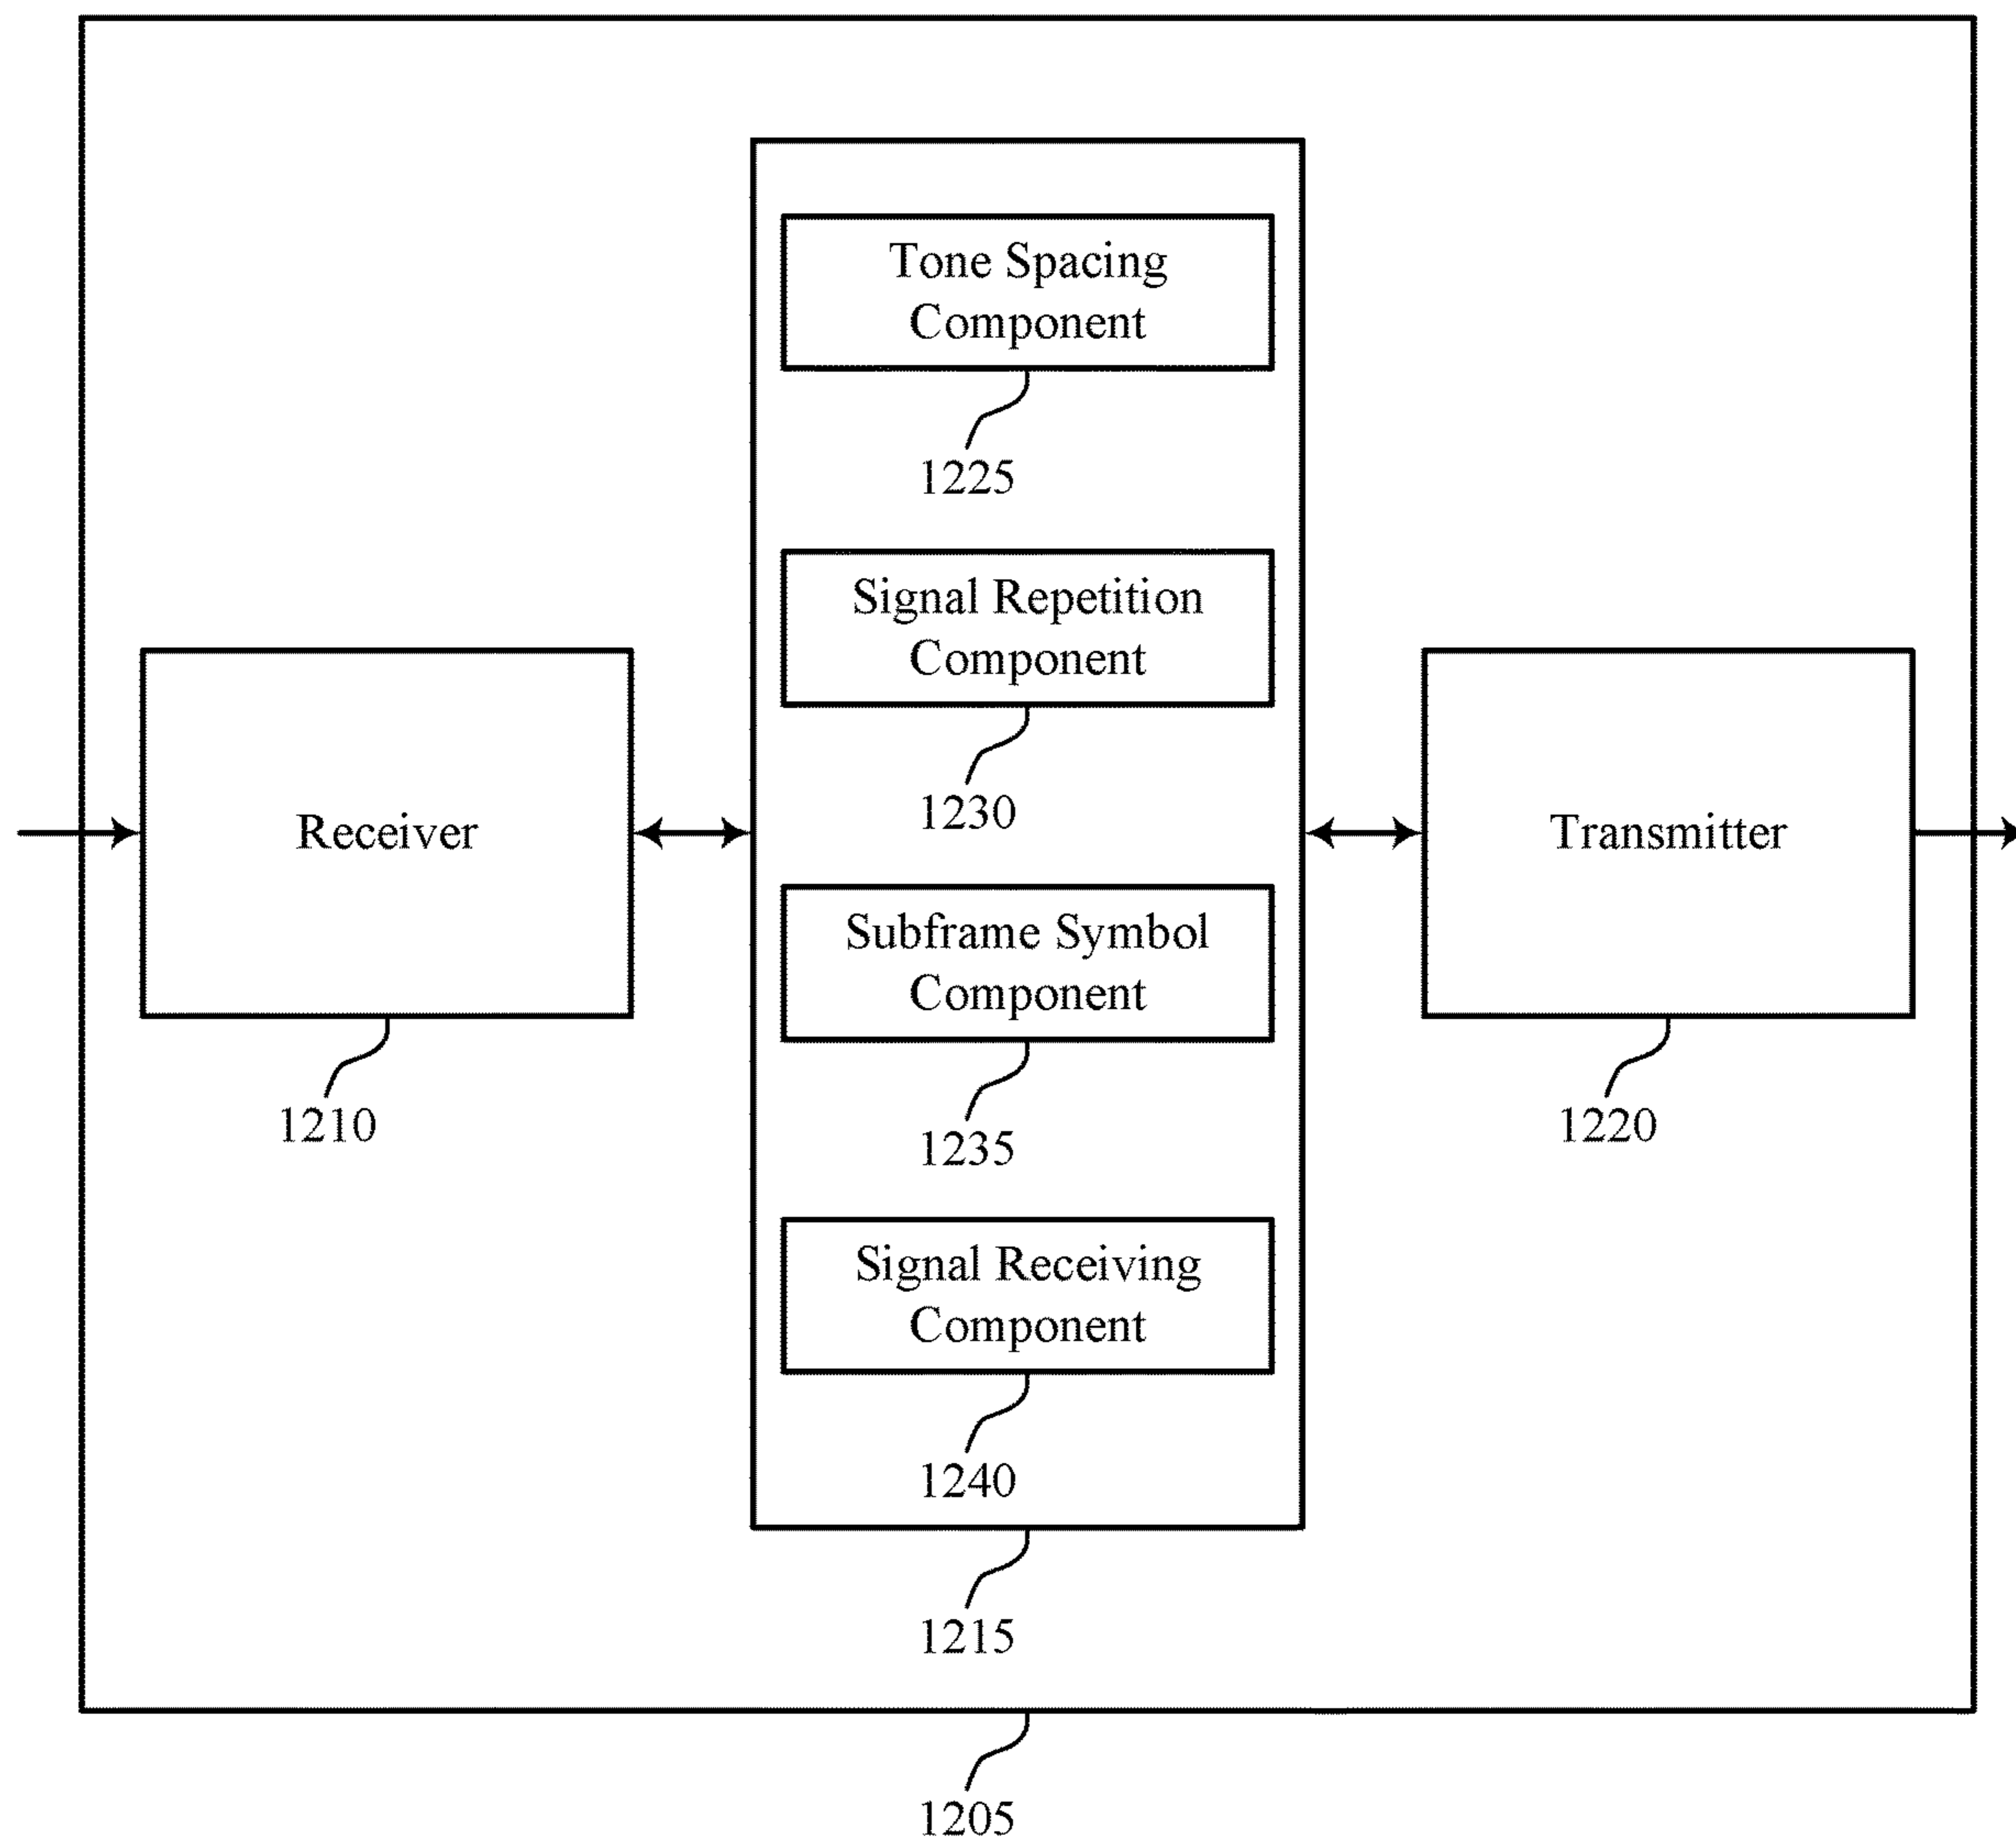 Tone Spacing
Component
1225
Signal Repetition
Component
1230
Receiver
1210
Transmitter
1220
Subframe Symbol
Component
1235
Signal Receiving
Component
1240
1215
1205